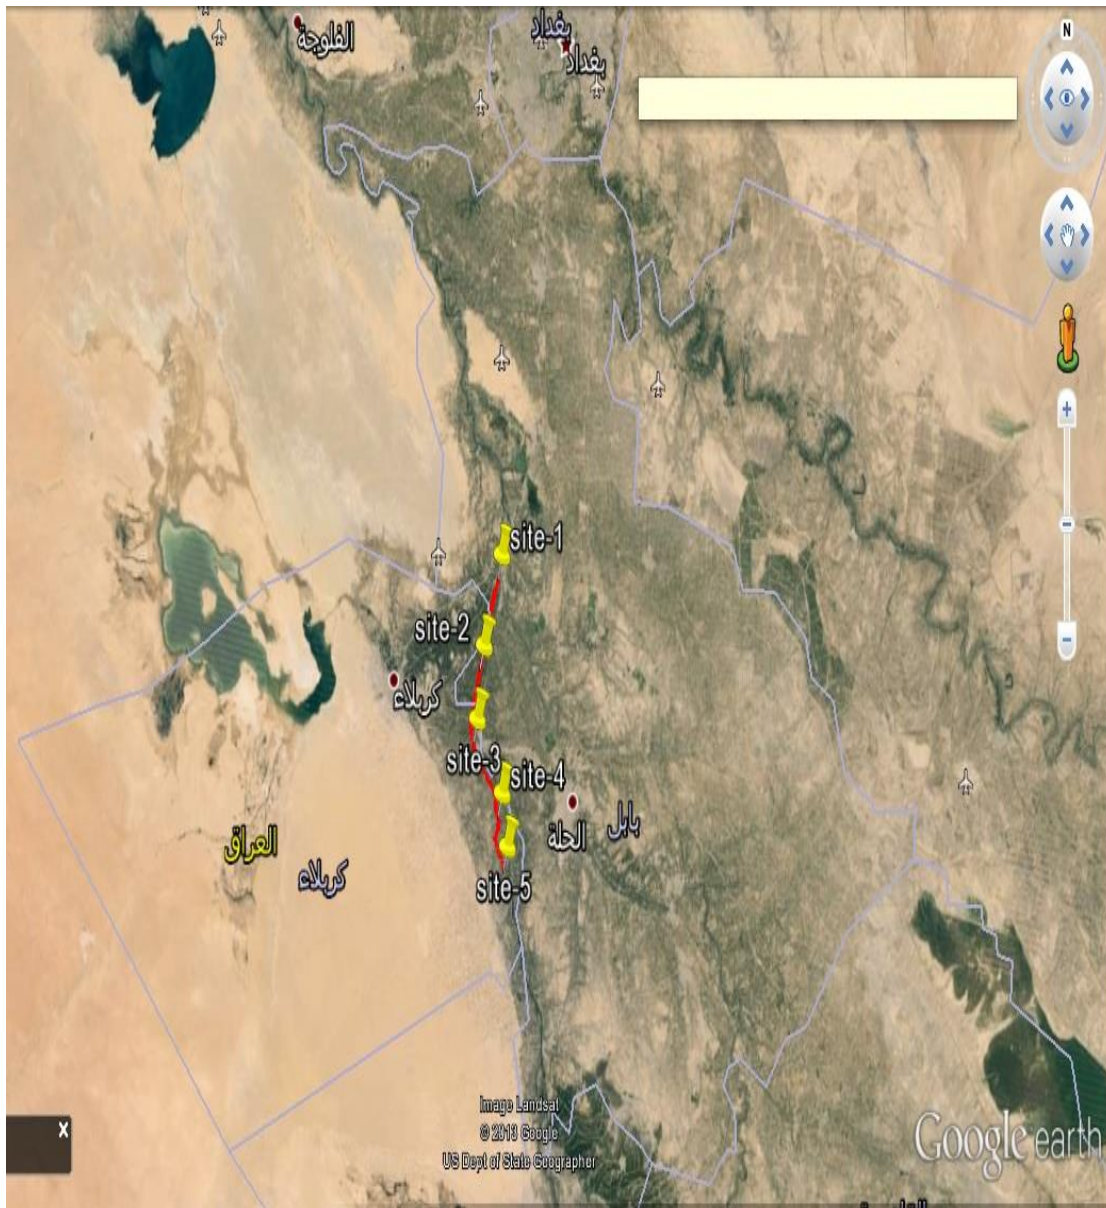 الفلوجة
بغداد
بغداد
N
site-1
site-2
كربلاء
site-3
site-4
الحلة
بابل
العراق
كربلاء
site-5
Image Landsat
© 2013 Google
US Dept of State Geographer
Google earth